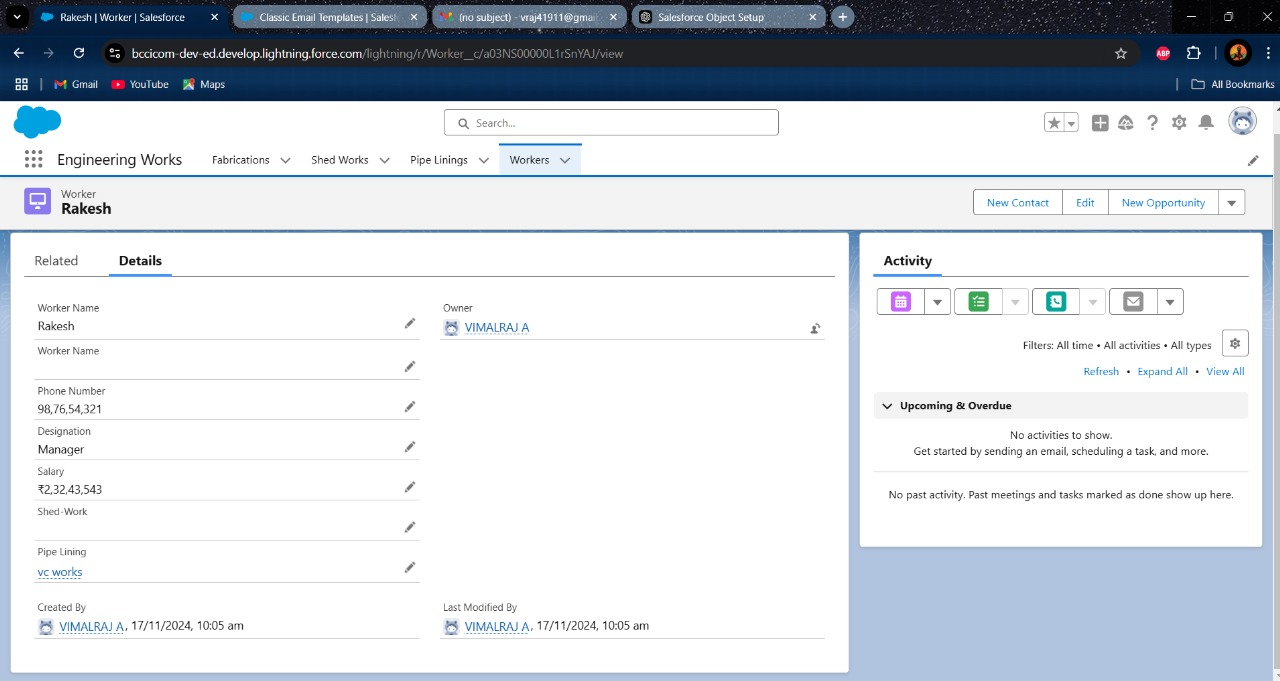 Rakesh | Worker | Salesforce
Classic Email Templates | Salesf
(no subject) - vraj41911@gmai
Salesforce Object Setup
bccicom-dev-ed.develop.lightning.force.com/lightning/r/Worker__c/a03NS00000L1rSnYAJ/view
ABP
Gmail
YouTube
Maps
All Bookmarks
Search...
Engineering Works
Fabrications
Shed Works
Pipe Linings
Workers
Worker
Rakesh
New Contact
Edit
New Opportunity
Related
Details
Worker Name
Rakesh
Owner
VIMALRAJ A
Worker Name
Phone Number
98,76,54,321
Designation
Manager
Salary
₹2,32,43,543
Shed-Work
Pipe Lining
vc works
Created By
VIMALRAJ A, 17/11/2024, 10:05 am
Last Modified By
VIMALRAJ A, 17/11/2024, 10:05 am
Activity
Filters: All time • All activities • All types
Refresh • Expand All • View All
Upcoming & Overdue
No activities to show.
Get started by sending an email, scheduling a task, and more.
No past activity. Past meetings and tasks marked as done show up here.